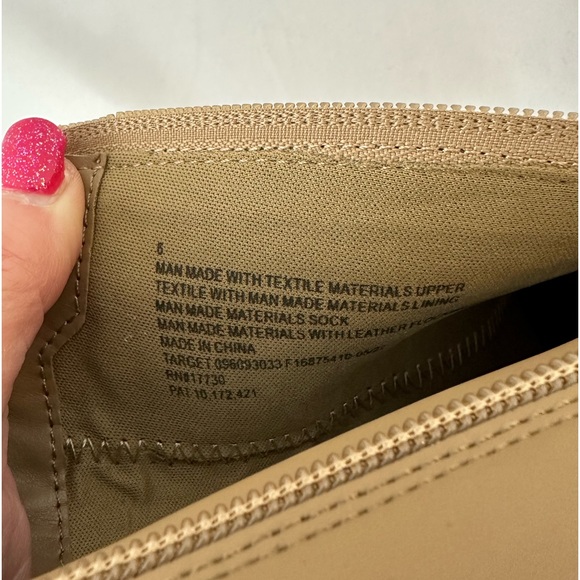 6
MAN MADE WITH TEXTILE MATERIALS UPPER
TEXTILE WITH MAN MADE MATERIALS LINING
MAN MADE MATERIALS SOCK
MAN MADE MATERIALS WITH LEATHER
MADE IN CHINA
TARGET 096093033
RN#17730
PAT 10,172,421